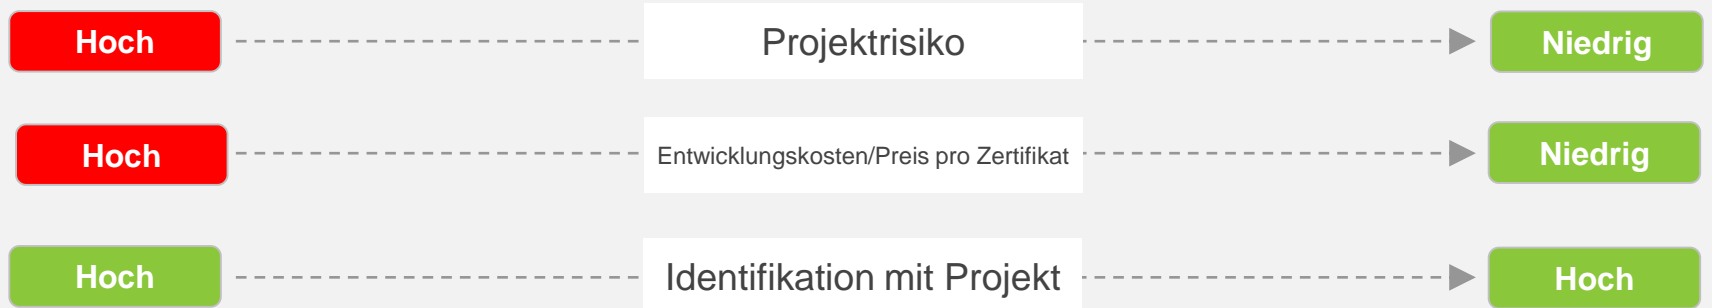 Hoch Projektrisiko Niedrig
Hoch Entwicklungskosten/Preis pro Zertifikat Niedrig
Hoch Identifikation mit Projekt Hoch